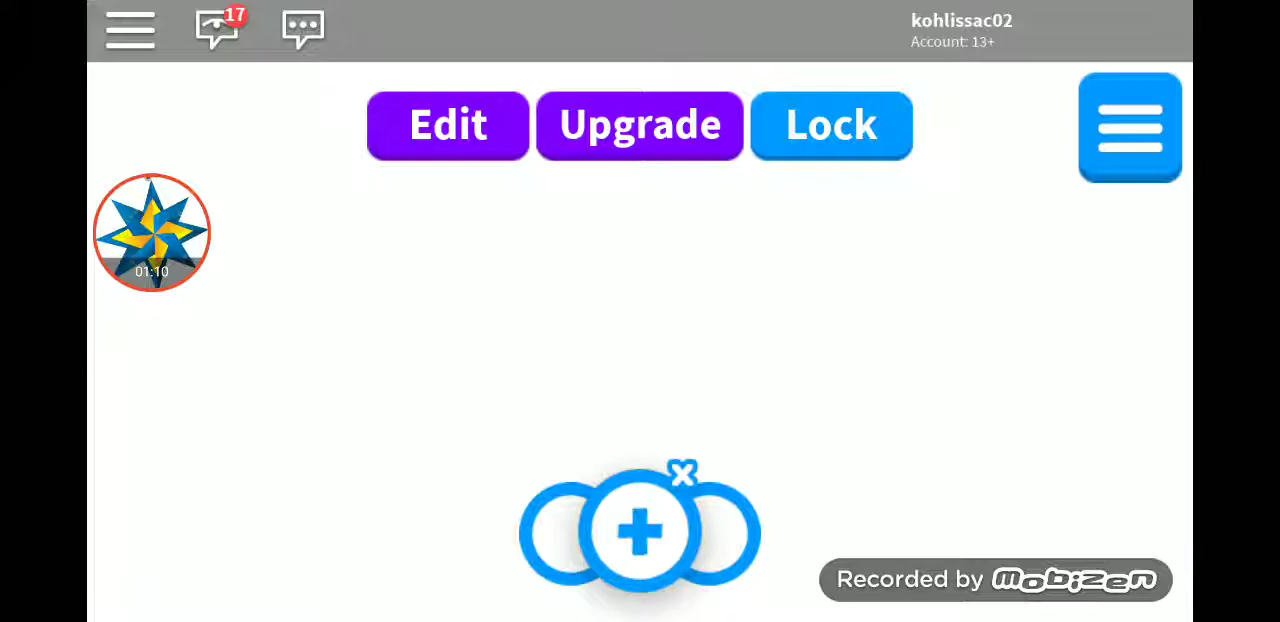 17
kohlissac02
Account: 13+
Edit Upgrade Lock
01:10
Recorded by mobizen